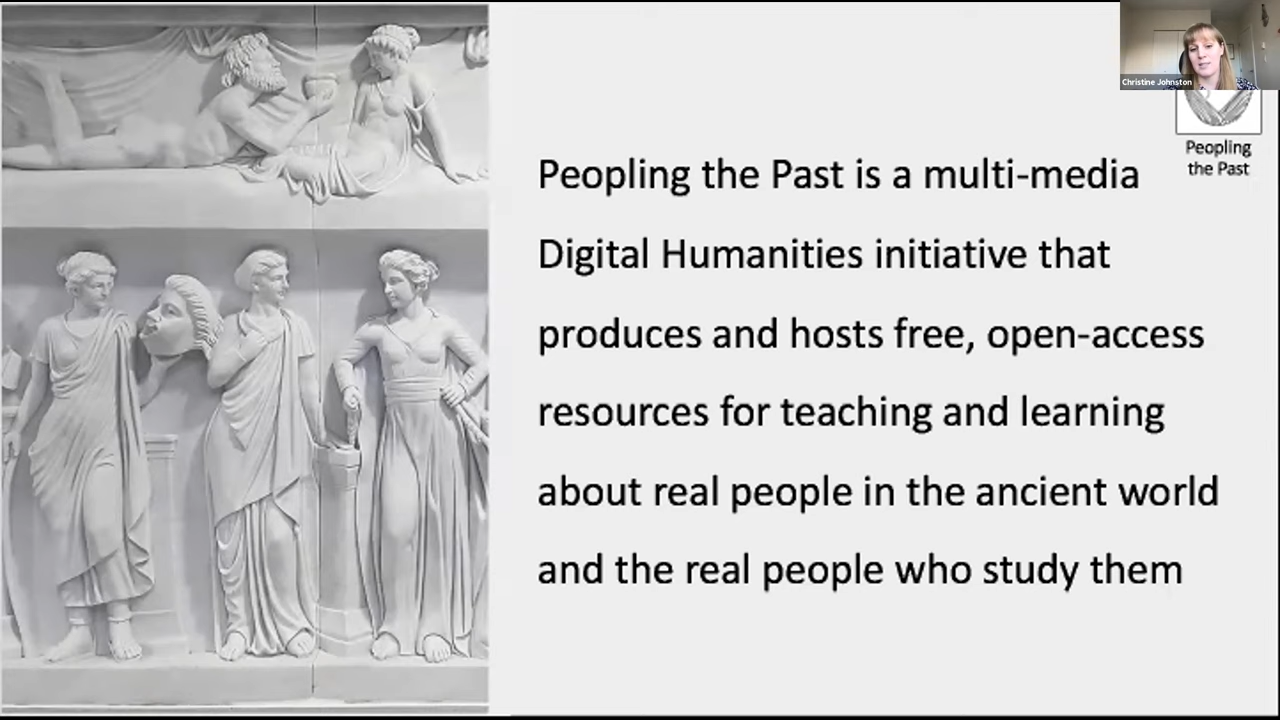 Christine Johnston
Peopling
the Past
Peopling the Past is a multi-media
Digital Humanities initiative that
produces and hosts free, open-access
resources for teaching and learning
about real people in the ancient world
and the real people who study them